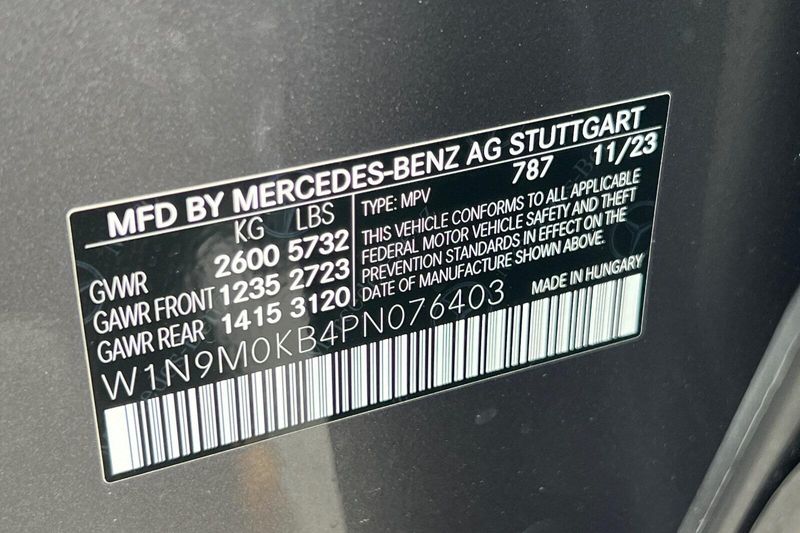 MFD BY MERCEDES-BENZ AG STUTTGART
KG LBS
GVWR 2600 5732
GAWR FRONT 1235 2723
GAWR REAR 1415 3120
787 11/23
TYPE: MPV
THIS VEHICLE CONFORMS TO ALL APPLICABLE
FEDERAL MOTOR VEHICLE SAFETY AND THEFT
PREVENTION STANDARDS IN EFFECT ON THE
DATE OF MANUFACTURE SHOWN ABOVE.
MADE IN HUNGARY
W1N9M0KB4PN076403